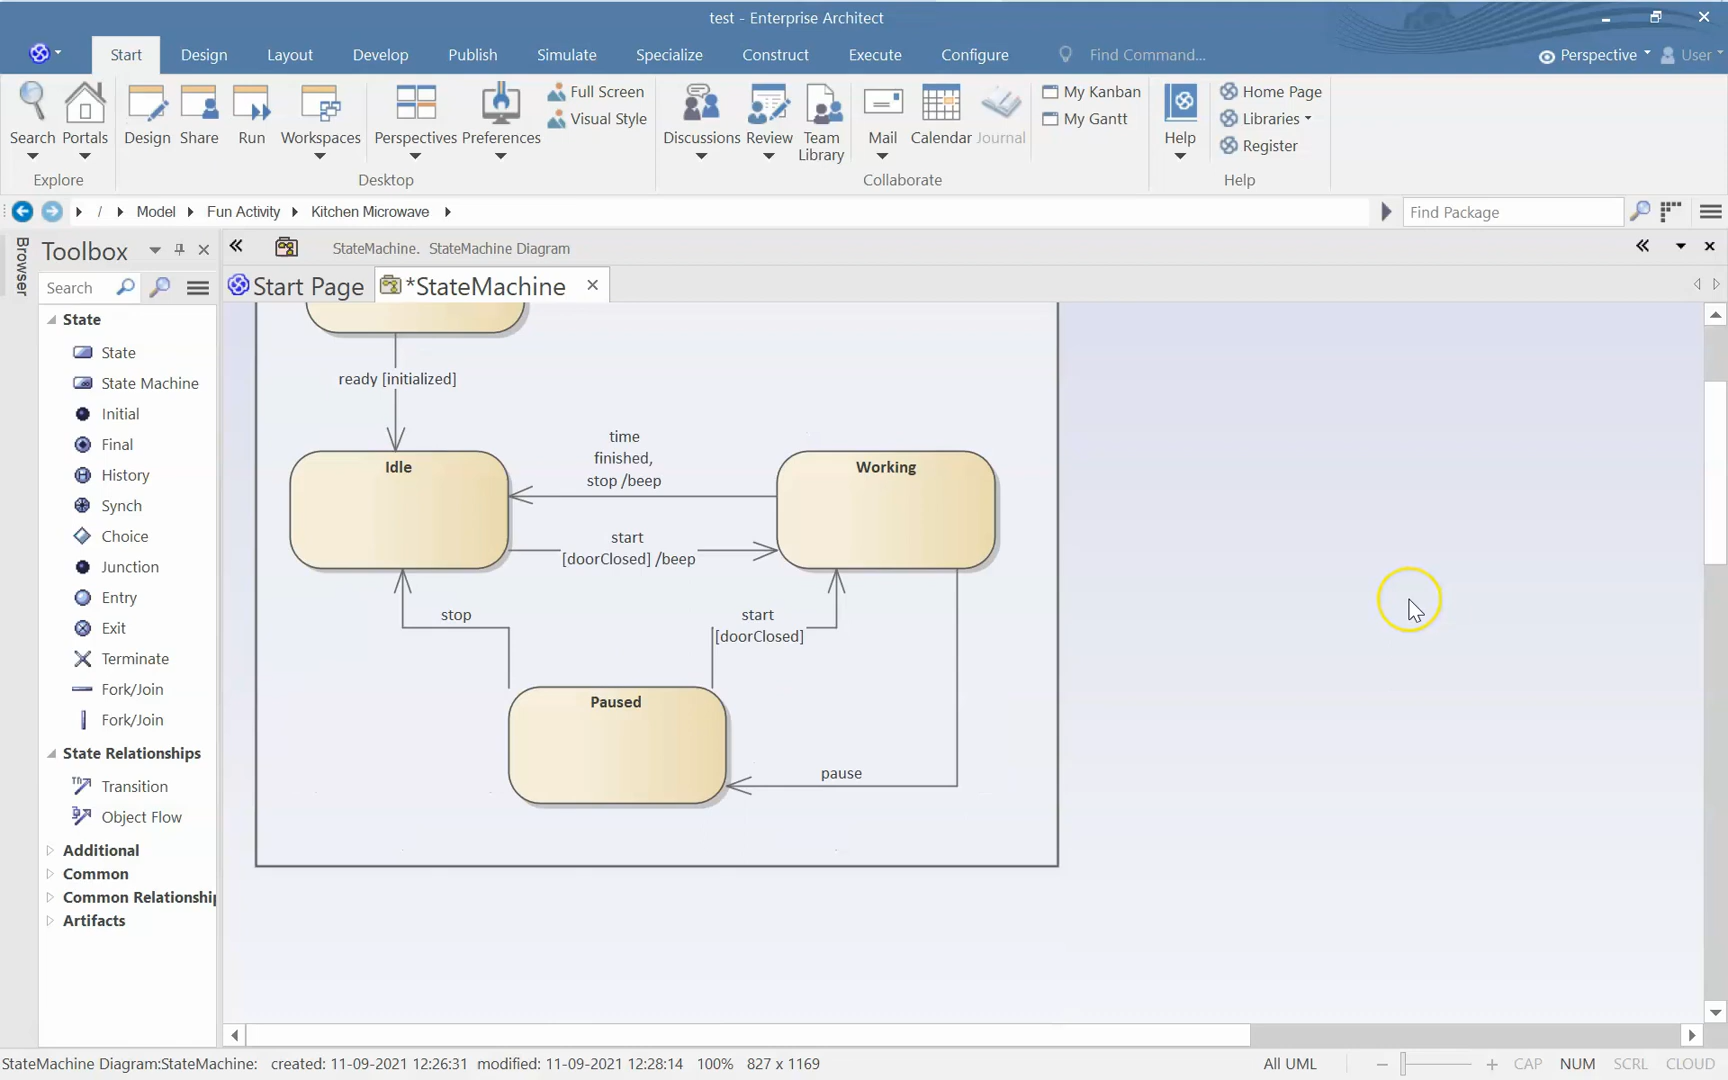 test - Enterprise Architect
Start Design Layout Develop Publish Simulate Specialize Construct Execute Configure Find Command... Perspective User
Search Portals Design Share Run Workspaces Perspectives Preferences
Full Screen
Visual Style
Discussions Review Team Library Mail Calendar Journal
My Kanban
My Gantt
Help
Home Page
Libraries
Register
Explore Desktop Collaborate Help
/ Model Fun Activity Kitchen Microwave Find Package
Browser
Toolbox
StateMachine. StateMachine Diagram
Search
Start Page *StateMachine
State
State
State Machine
Initial
Final
History
Synch
Choice
Junction
Entry
Exit
Terminate
Fork/Join
Fork/Join
State Relationships
Transition
Object Flow
Additional
Common
Common Relationship
Artifacts
ready [initialized]
Idle
time
finished,
stop /beep
Working
start
[doorClosed] /beep
stop
start
[doorClosed]
Paused
pause
StateMachine Diagram:StateMachine: created: 11-09-2021 12:26:31 modified: 11-09-2021 12:28:14 100% 827 x 1169 All UML CAP NUM SCRL CLOUD